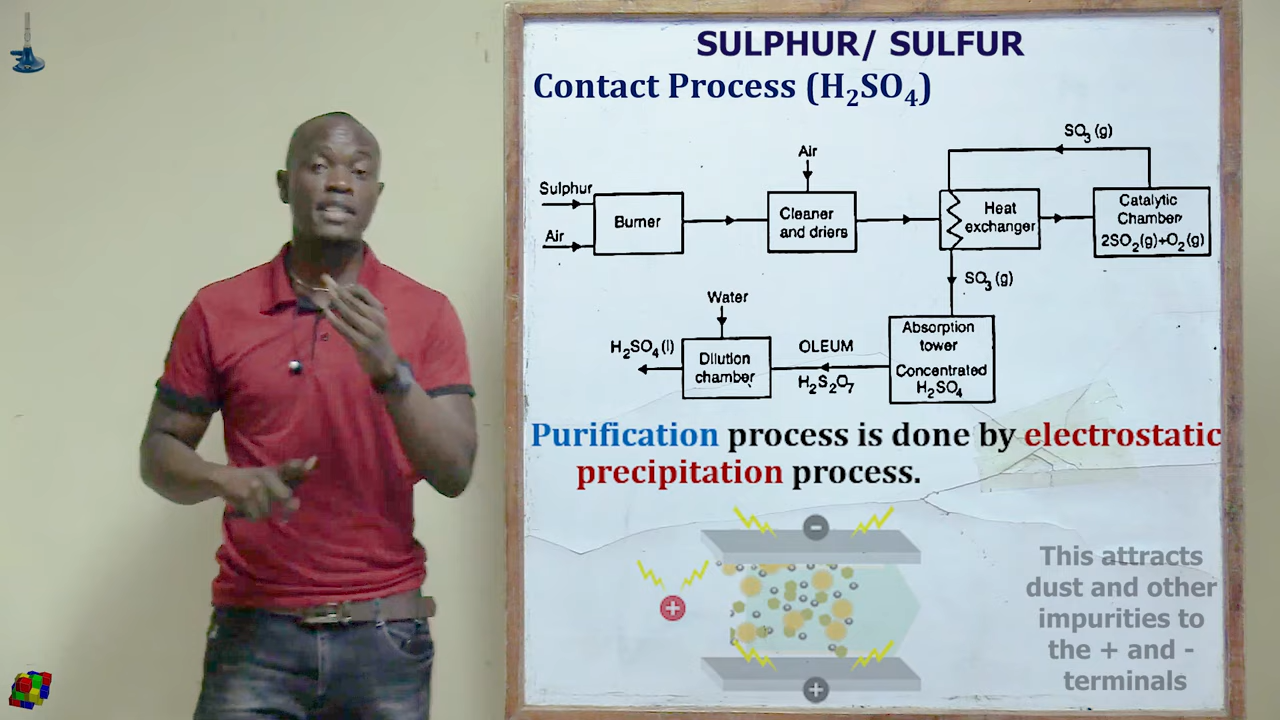 SULPHUR/ SULFUR
Contact Process (H₂SO₄)
SO₃ (g)
Air
Sulphur
Air
Burner
Cleaner
and driers
Heat
exchanger
Catalytic
Chamber
2SO₂(g)+O₂(g)
SO₃ (g)
Water
H₂SO₄(l)
Dilution
chamber
OLEUM
H₂S₂O₇
Absorption
tower
Concentrated
H₂SO₄
Purification process is done by electrostatic
precipitation process.
-
+
+
This attracts
dust and other
impurities to
the + and -
terminals